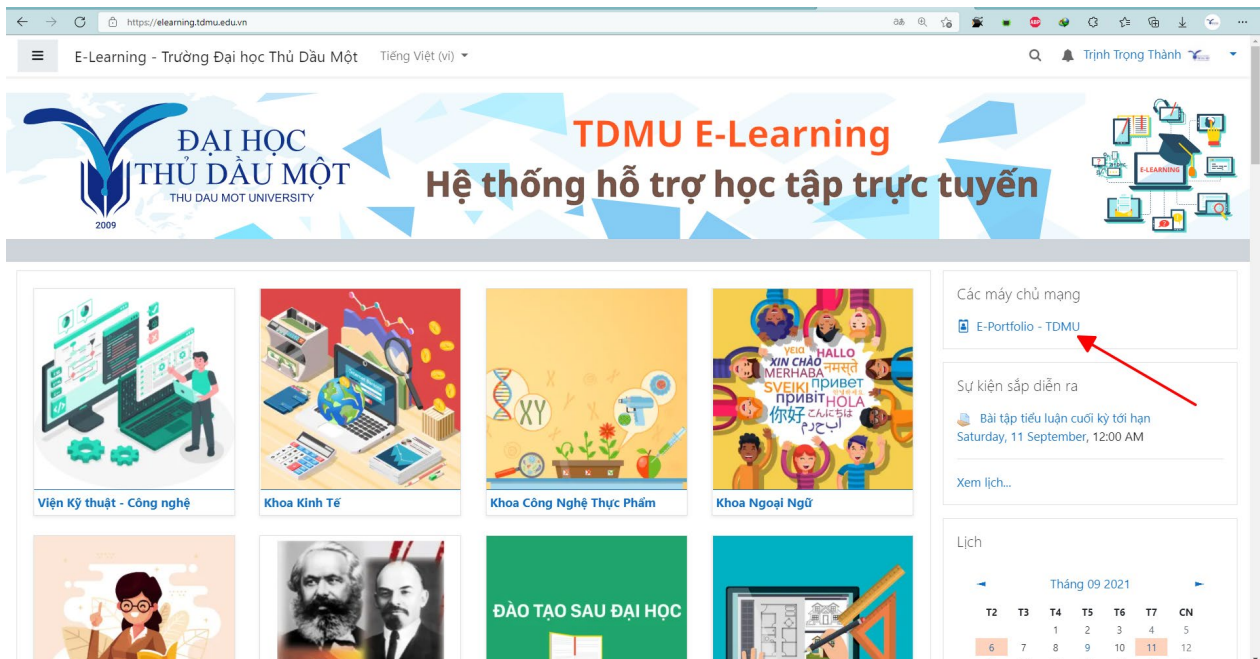 https://elearning.tdmu.edu.vn
E-Learning - Trường Đại học Thủ Dầu Một
Tiếng Việt (vi)
Trịnh Trọng Thành
ĐẠI HỌC
THỦ DẦU MỘT
THU DAU MOT UNIVERSITY
2009
TDMU E-Learning
Hệ thống hỗ trợ học tập trực tuyến
E-LEARNING
Viện Kỹ thuật - Công nghệ
Khoa Kinh Tế
XY
Khoa Công Nghệ Thực Phẩm
HALLO
XIN CHÀO
नमस्ते
MERHABA
SVEIKI
привет
привіт
HOLA
你好
Khoa Ngoại Ngữ
ĐÀO TẠO SAU ĐẠI HỌC
Các máy chủ mạng
E-Portfolio - TDMU
Sự kiện sắp diễn ra
Bài tập tiểu luận cuối kỳ tới hạn
Saturday, 11 September, 12:00 AM
Xem lịch...
Lịch
◄ Tháng 09 2021 ►
T2 T3 T4 T5 T6 T7 CN
1 2 3 4 5
6 7 8 9 10 11 12